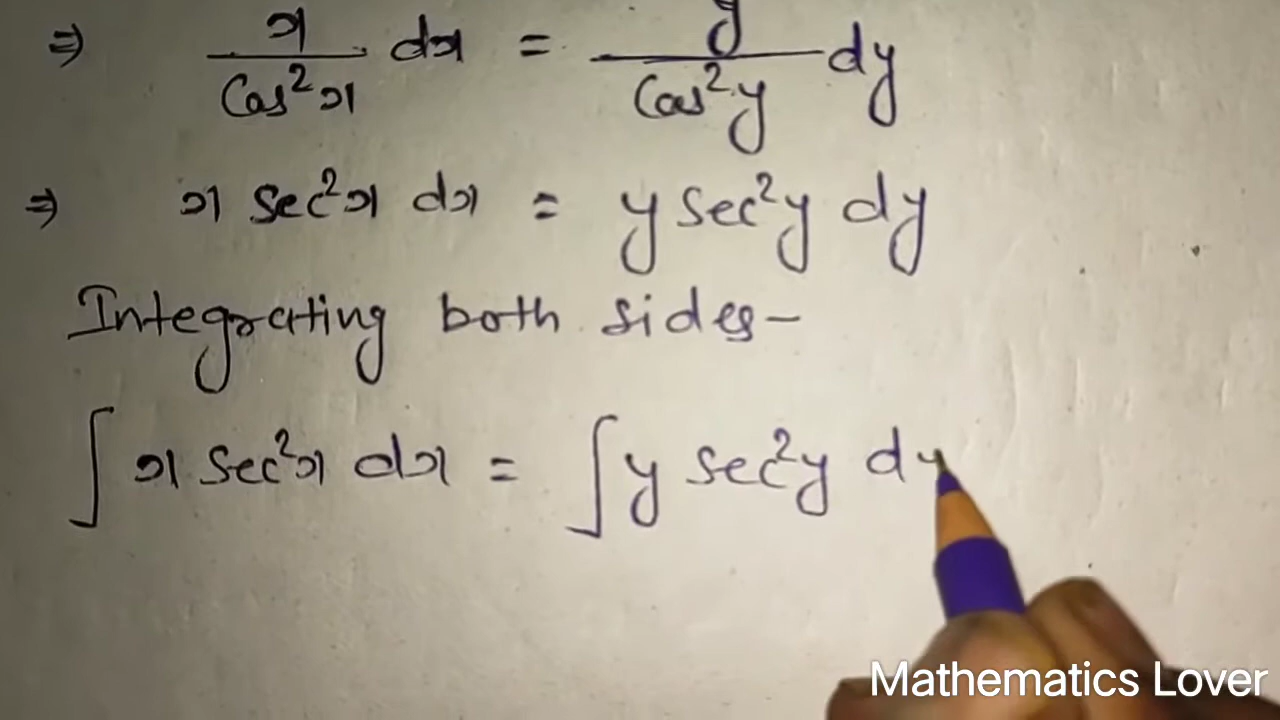 ⇒ x/cos²x dx = y/cos²y dy
⇒ x sec²x dx = y sec²y dy
Integrating both sides-
∫ x sec²x dx = ∫ y sec²y dy
Mathematics Lover